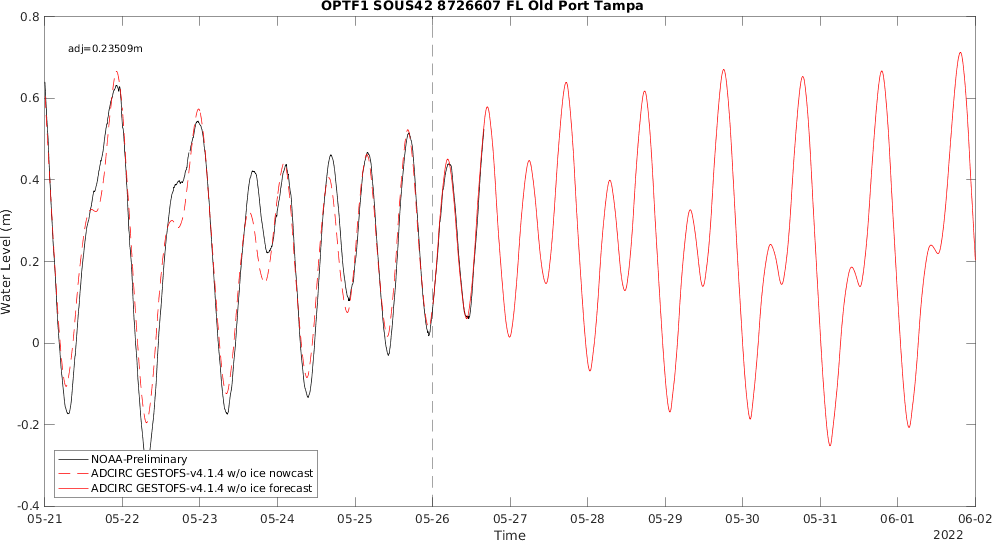 OPTF1 SOUS42 8726607 FL Old Port Tampa
adj=0.23509m
0.8
0.6
0.4
0.2
0
-0.2
-0.4
Water Level (m)
NOAA-Preliminary
ADCIRC GESTOFS-v4.1.4 w/o ice nowcast
ADCIRC GESTOFS-v4.1.4 w/o ice forecast
05-21 05-22 05-23 05-24 05-25 05-26 05-27 05-28 05-29 05-30 05-31 06-01 06-02
Time
2022